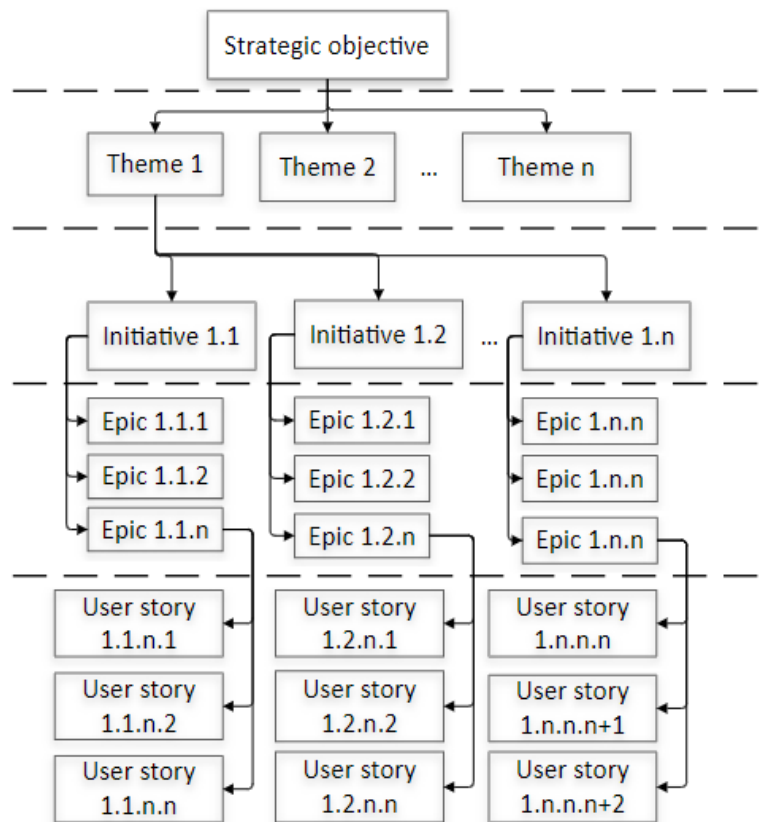 Strategic objective
Theme 1
Theme 2
...
Theme n
Initiative 1.1
Initiative 1.2
...
Initiative 1.n
Epic 1.1.1
Epic 1.2.1
Epic 1.n.n
Epic 1.1.2
Epic 1.2.2
Epic 1.n.n
Epic 1.1.n
Epic 1.2.n
Epic 1.n.n
User story
1.1.n.1
User story
1.2.n.1
User story
1.n.n.n
User story
1.1.n.2
User story
1.2.n.2
User story
1.n.n.n+1
User story
1.1.n.n
User story
1.2.n.n
User story
1.n.n.n+2